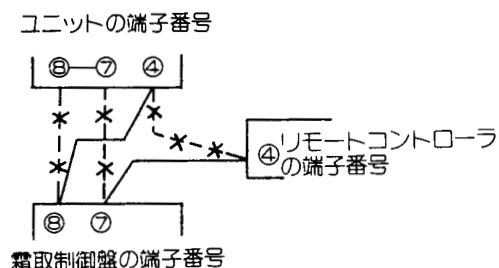 ユニットの端子番号
⑧ ⑦ ④
④リモートコントローラ
の端子番号
⑧ ⑦
霜取制御盤の端子番号